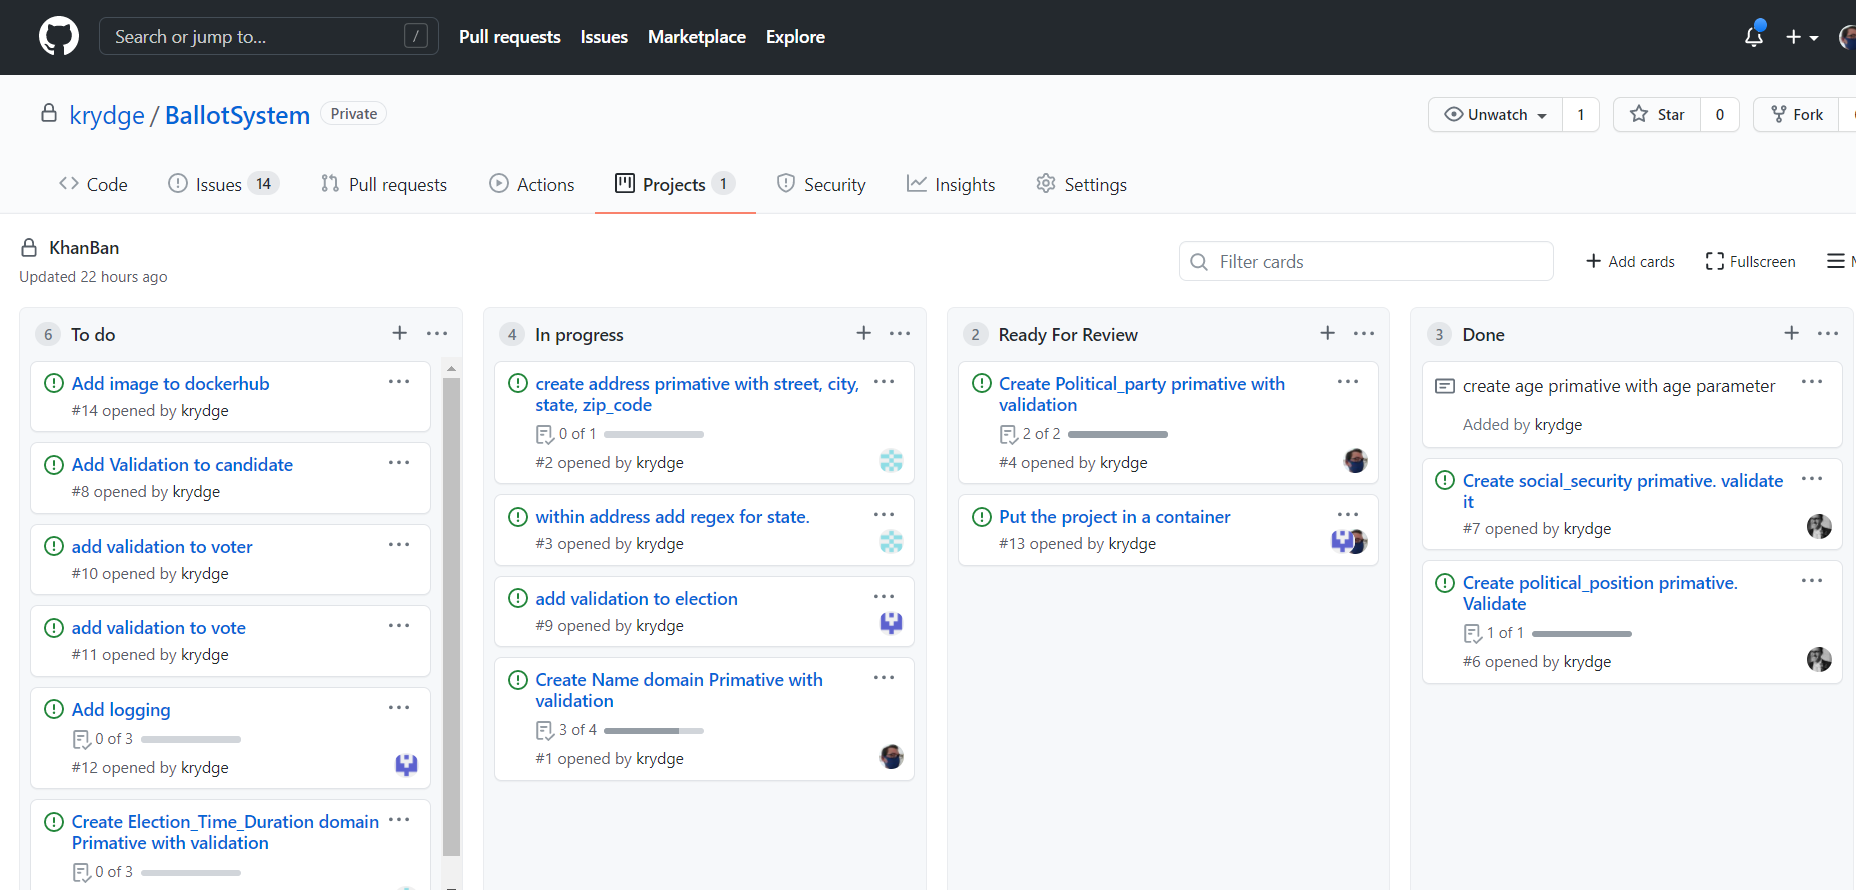 Search or jump to... / Pull requests Issues Marketplace Explore
krydge / BallotSystem Private Unwatch 1 Star 0 Fork
Code Issues 14 Pull requests Actions Projects 1 Security Insights Settings
KhanBan
Updated 22 hours ago
Filter cards Add cards Fullscreen
6 To do
Add image to dockerhub
#14 opened by krydge
Add Validation to candidate
#8 opened by krydge
add validation to voter
#10 opened by krydge
add validation to vote
#11 opened by krydge
Add logging
0 of 3
#12 opened by krydge
Create Election_Time_Duration domain
Primative with validation
0 of 3
4 In progress
create address primative with street, city,
state, zip_code
0 of 1
#2 opened by krydge
within address add regex for state.
#3 opened by krydge
add validation to election
#9 opened by krydge
Create Name domain Primative with
validation
3 of 4
#1 opened by krydge
2 Ready For Review
Create Political_party primative with
validation
2 of 2
#4 opened by krydge
Put the project in a container
#13 opened by krydge
3 Done
create age primative with age parameter
Added by krydge
Create social_security primative. validate
it
#7 opened by krydge
Create political_position primative.
Validate
1 of 1
#6 opened by krydge